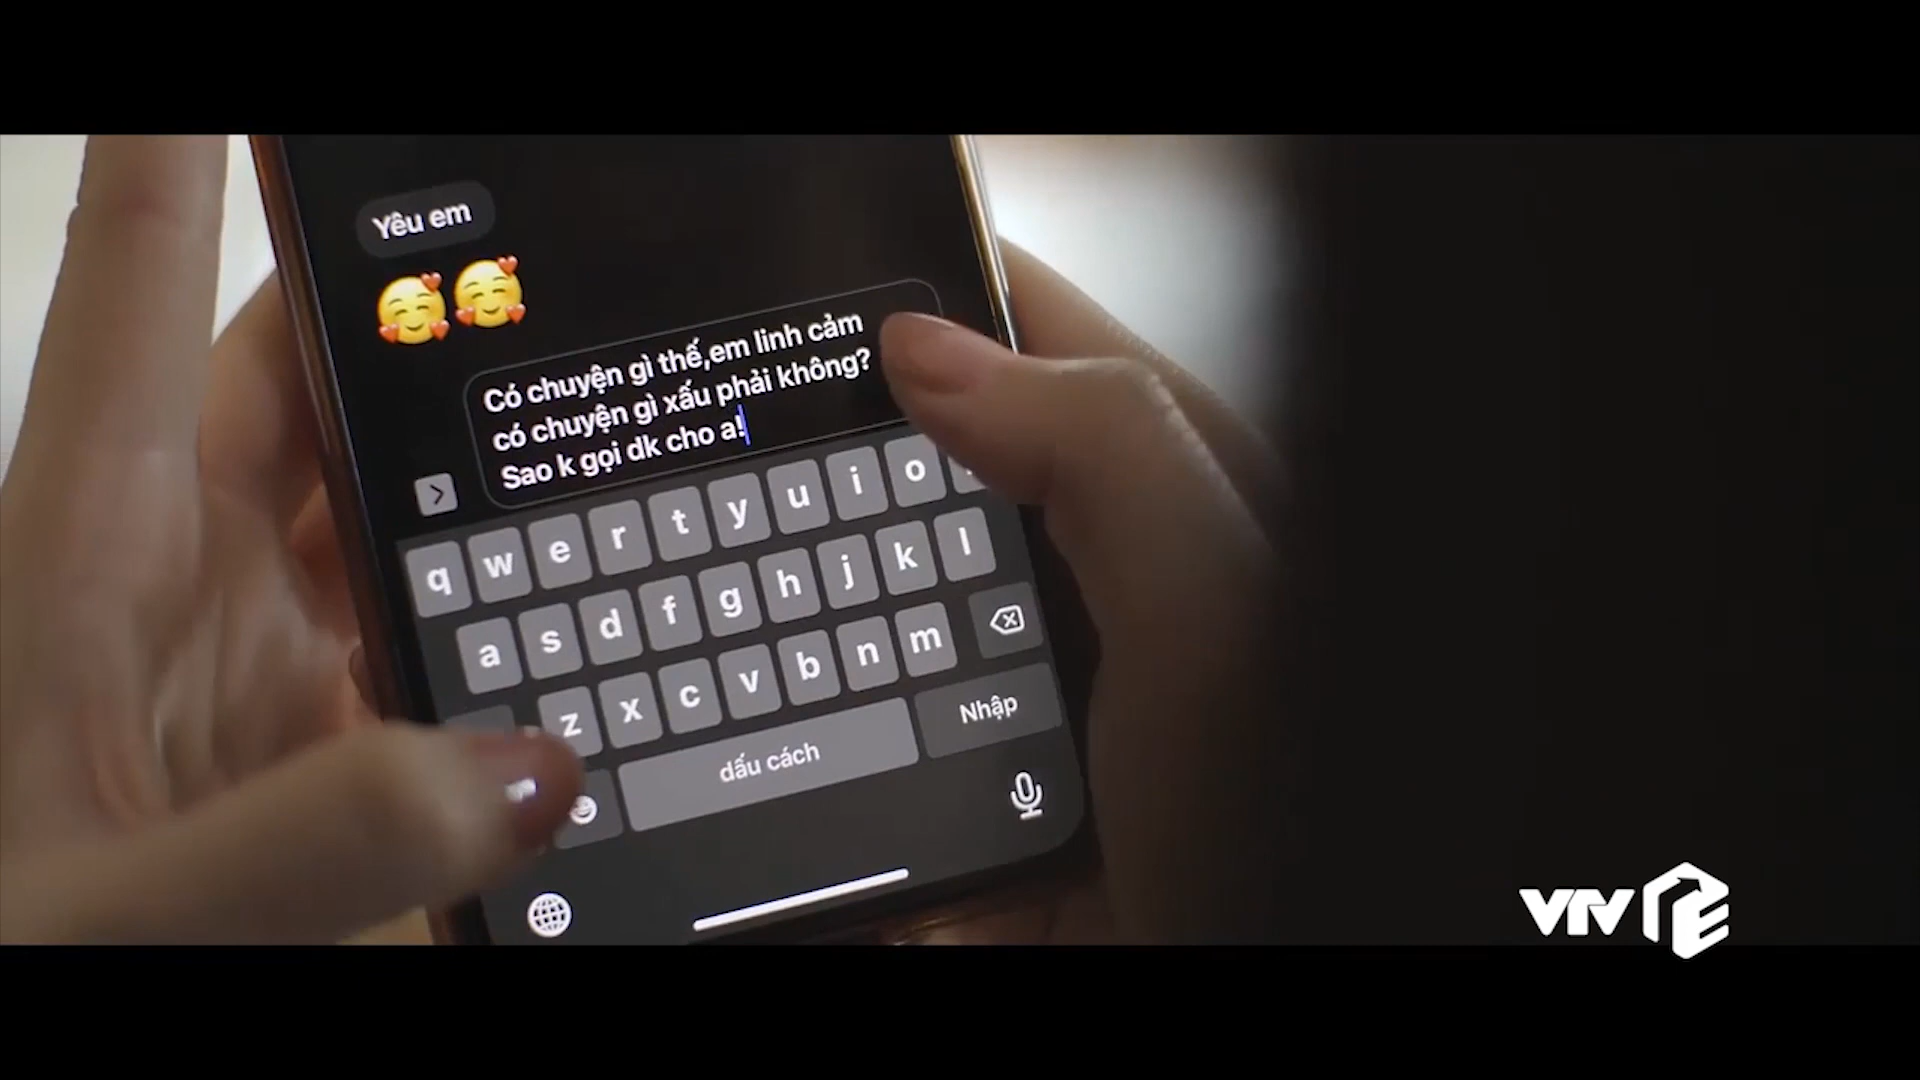 Yêu em
🥰🥰
Có chuyện gì thế,em linh cảm
có chuyện gì xấu phải không?
Sao k gọi dk cho a!
q w e r t y u i o
a s d f g h j k l
z x c v b n m
dấu cách Nhập
VTV E